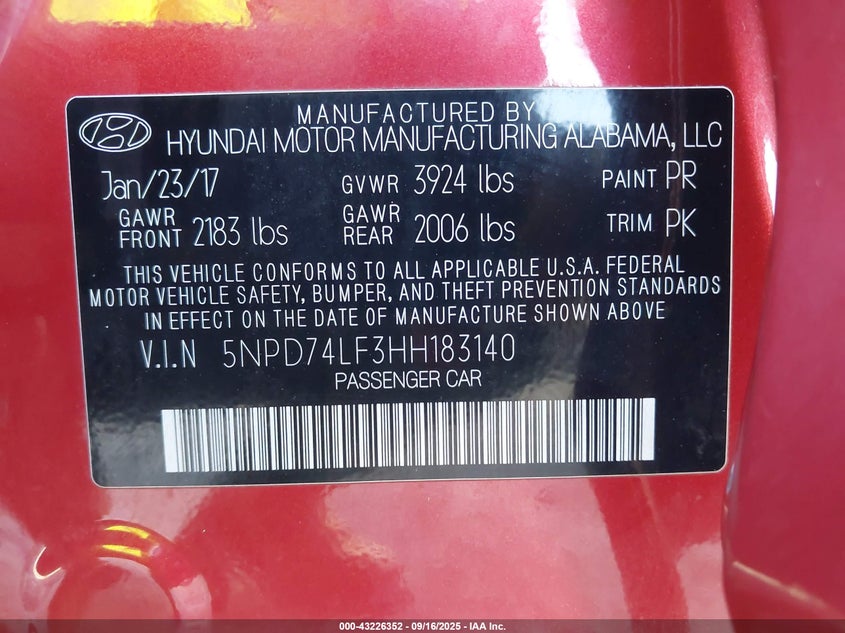 MANUFACTURED BY
HYUNDAI MOTOR MANUFACTURING ALABAMA, LLC
Jan/23/17 GVWR 3924 lbs PAINT PR
GAWR FRONT 2183 lbs GAWR REAR 2006 lbs TRIM PK
THIS VEHICLE CONFORMS TO ALL APPLICABLE U.S.A. FEDERAL
MOTOR VEHICLE SAFETY, BUMPER, AND THEFT PREVENTION STANDARDS
IN EFFECT ON THE DATE OF MANUFACTURE SHOWN ABOVE
V.I.N 5NPD74LF3HH183140
PASSENGER CAR
000-43226352 - 09/16/2025 - IAA Inc.